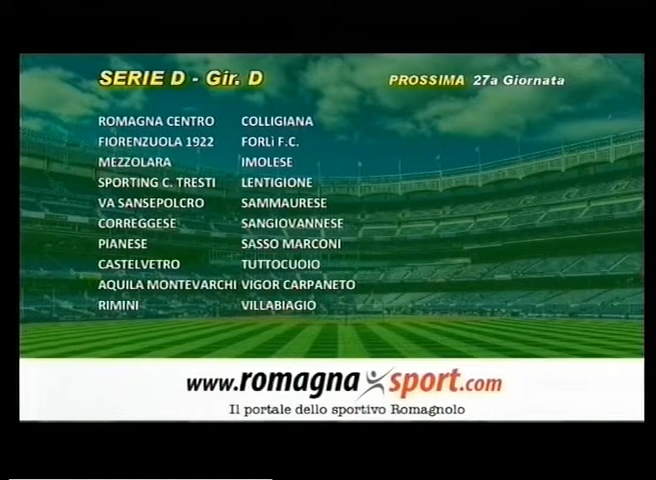 SERIE D - Gir. D
PROSSIMA 27a Giornata
ROMAGNA CENTRO COLLIGIANA
FIORENZUOLA 1922 FORLÌ F.C.
MEZZOLARA IMOLESE
SPORTING C. TRESTI LENTIGIONE
VA SANSEPOLCRO SAMMAURESE
CORREGGESE SANGIOVANNESE
PIANESE SASSO MARCONI
CASTELVETRO TUTTOCUOIO
AQUILA MONTEVARCHI VIGOR CARPANETO
RIMINI VILLABIAGIO
www.romagnasport.com
Il portale dello sportivo Romagnolo